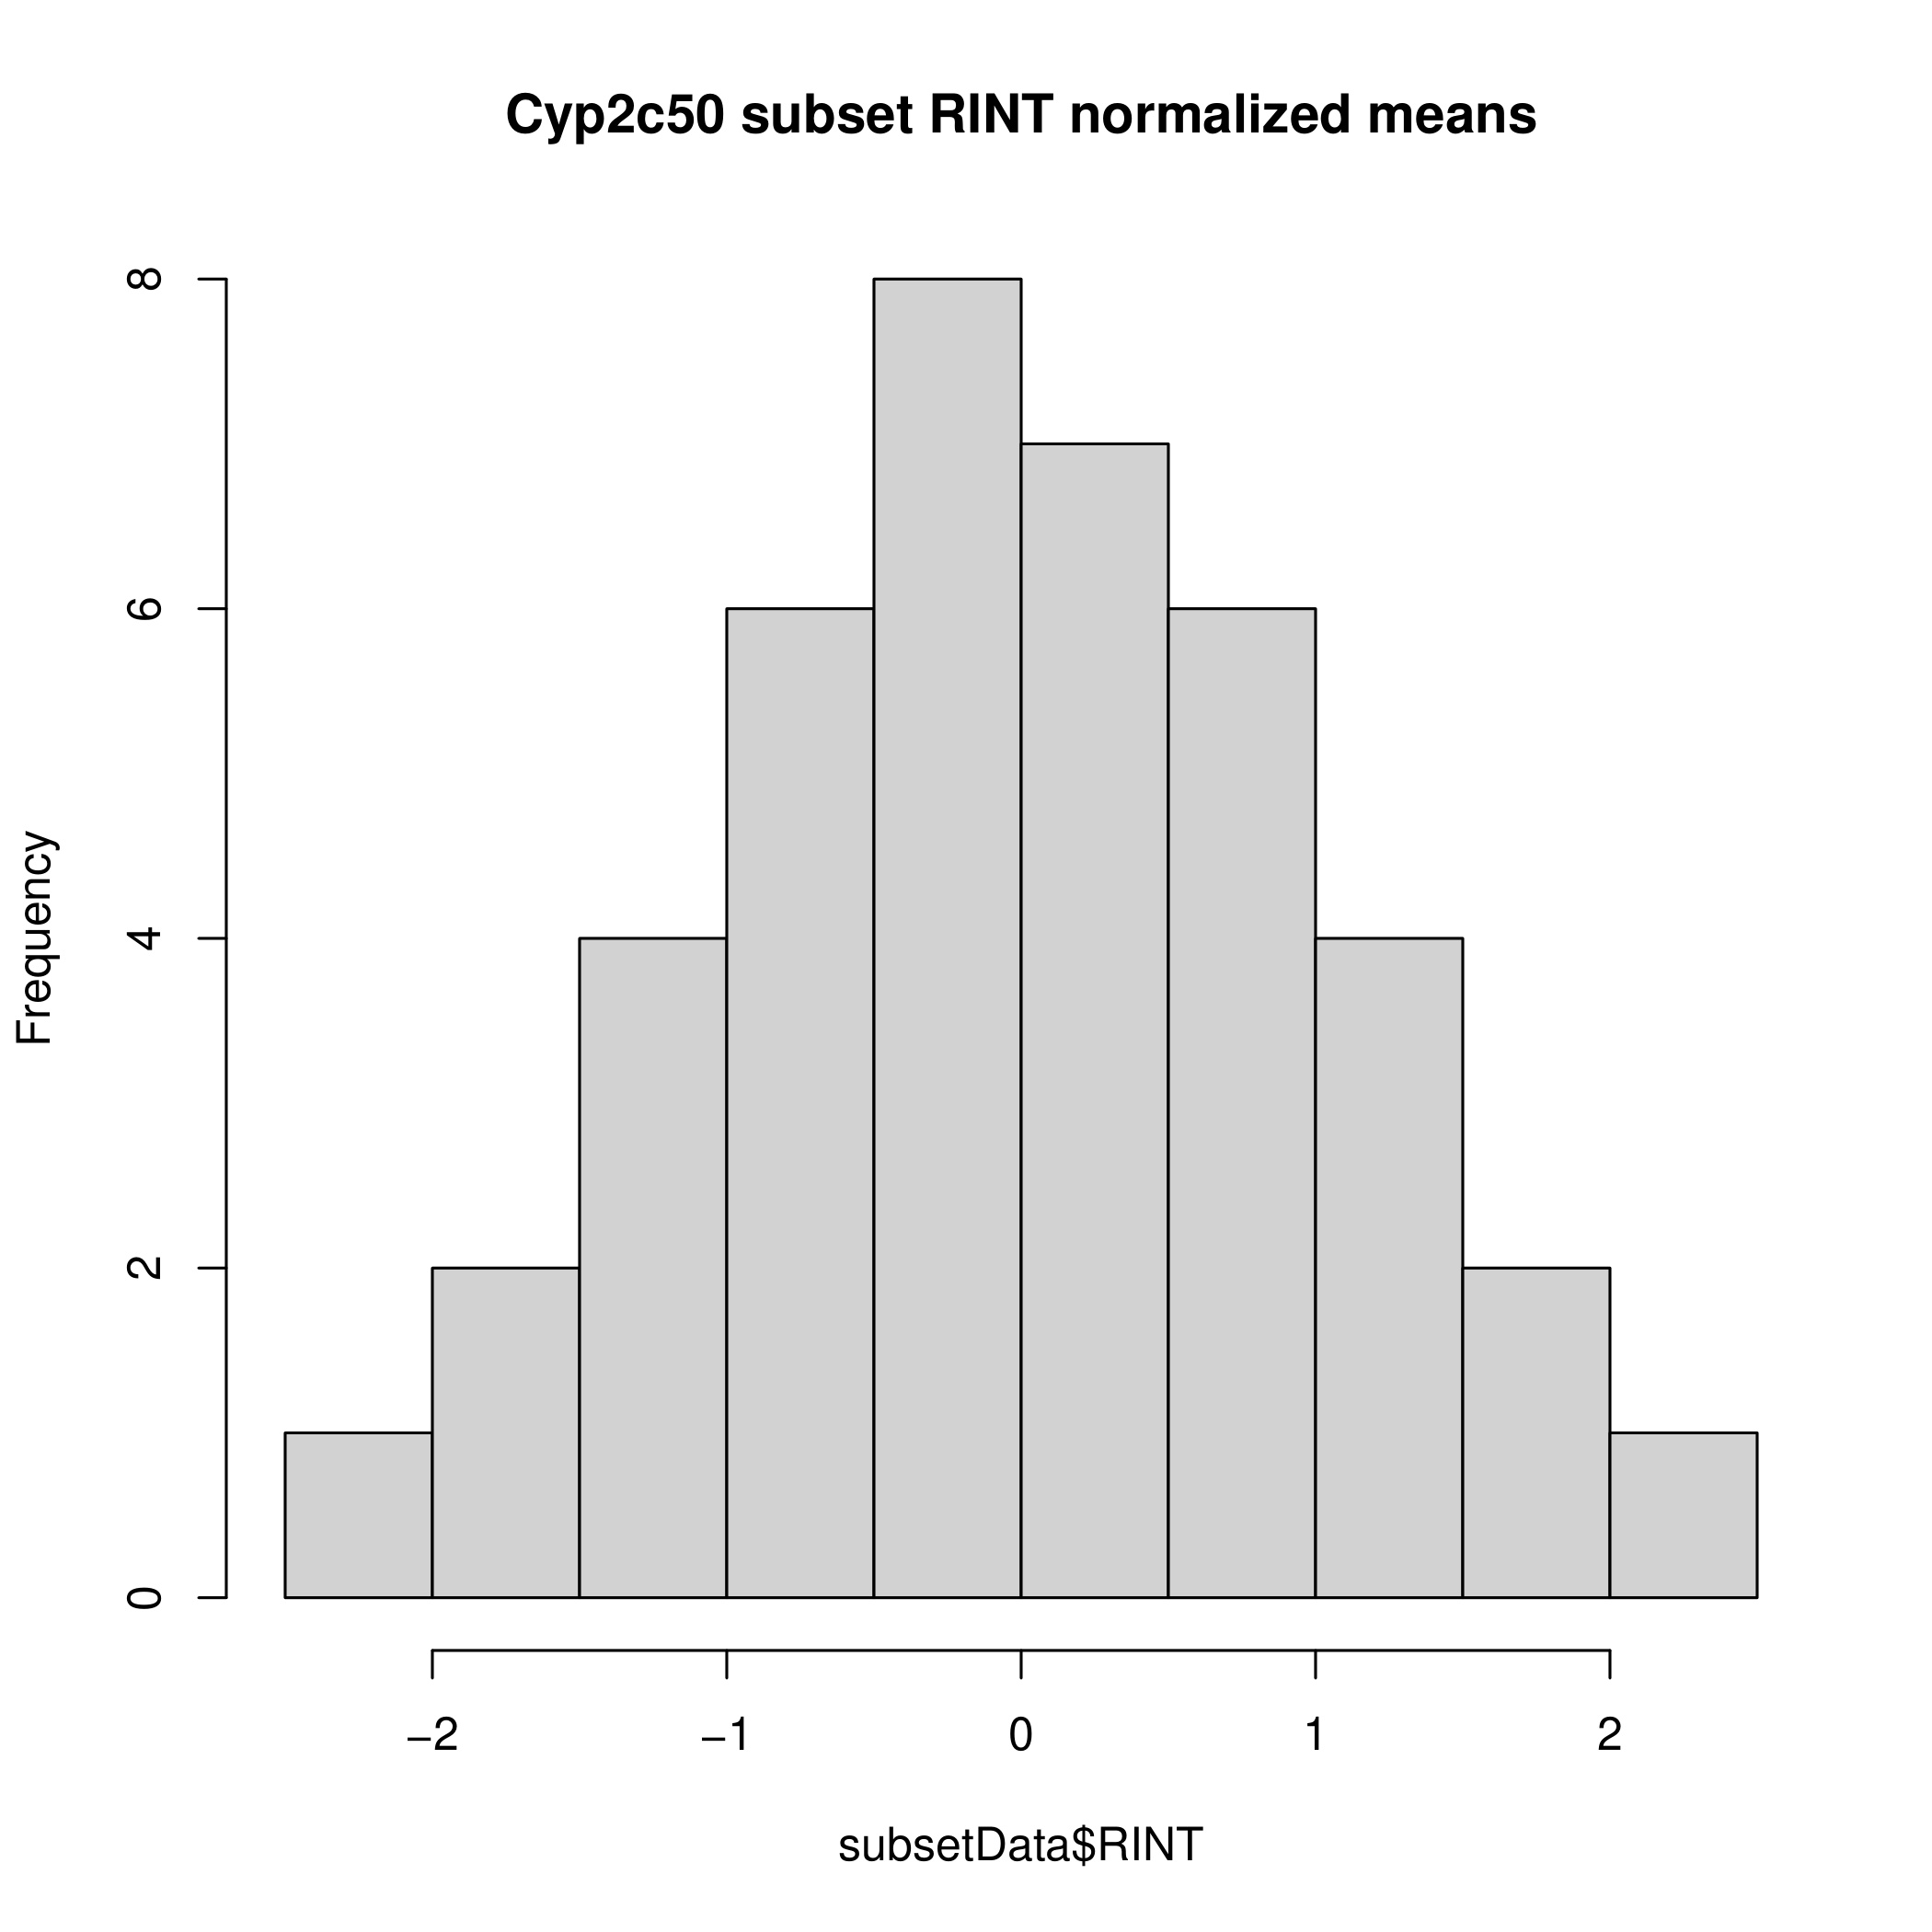 Cyp2c50 subset RINT normalized means
8
6
4
2
0
Frequency
−2 −1 0 1 2
subsetData$RINT